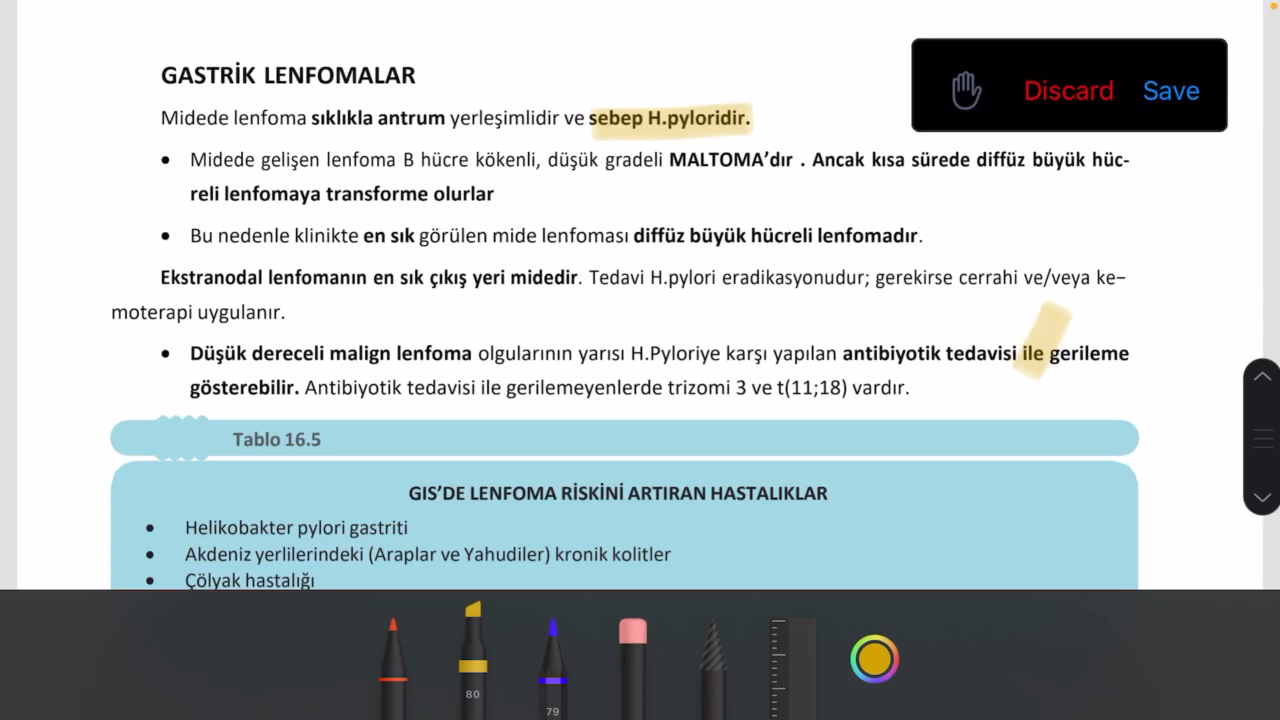 GASTRİK LENFOMALAR
Discard Save
Midede lenfoma sıklıkla antrum yerleşimlidir ve sebep H.pyloridir.
• Midede gelişen lenfoma B hücre kökenli, düşük gradeli MALTOMA’dır . Ancak kısa sürede diffüz büyük hüc-
reli lenfomaya transforme olurlar
• Bu nedenle klinikte en sık görülen mide lenfoması diffüz büyük hücreli lenfomadır.
Ekstranodal lenfomanın en sık çıkış yeri midedir. Tedavi H.pylori eradikasyonudur; gerekirse cerrahi ve/veya ke–
moterapi uygulanır.
• Düşük dereceli malign lenfoma olgularının yarısı H.Pyloriye karşı yapılan antibiyotik tedavisi ile gerileme
gösterebilir. Antibiyotik tedavisi ile gerilemeyenlerde trizomi 3 ve t(11;18) vardır.
Tablo 16.5
GIS’DE LENFOMA RİSKİNİ ARTIRAN HASTALIKLAR
• Helikobakter pylori gastriti
• Akdeniz yerlilerindeki (Araplar ve Yahudiler) kronik kolitler
• Çölyak hastalığı
80
79